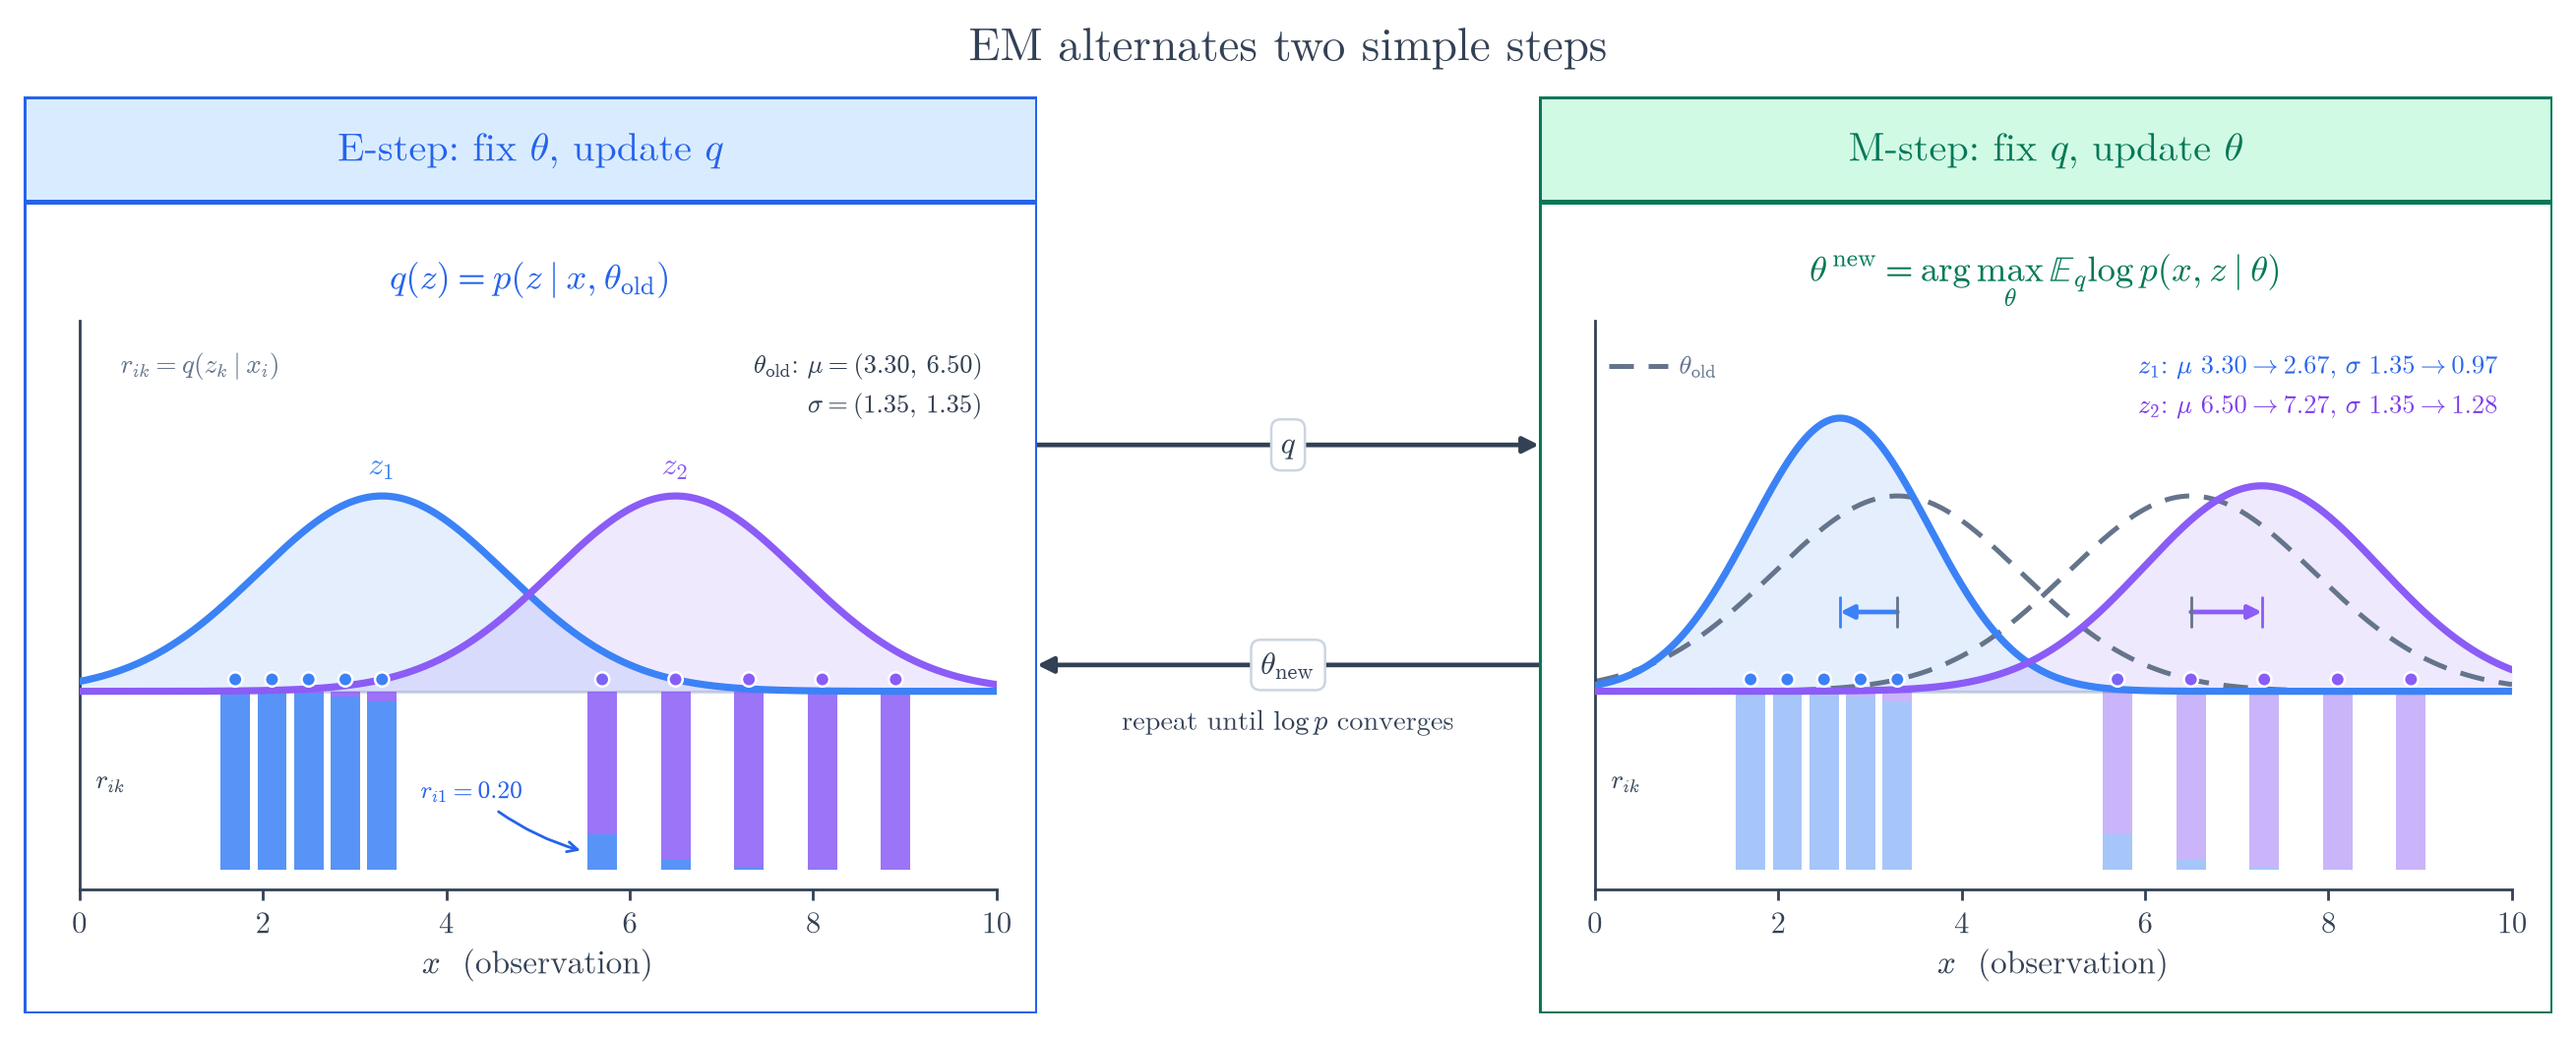 EM alternates two simple steps
E-step: fix θ, update q
q(z) = p(z | x, θ_old)
r_ik = q(z_k | x_i)
θ_old: μ = (3.30, 6.50)
σ = (1.35, 1.35)
z_1
z_2
r_ik
r_i1 = 0.20
0 2 4 6 8 10
x (observation)
q
θ_new
repeat until log p converges
M-step: fix q, update θ
θ^new = arg max_θ 𝔼_q log p(x, z | θ)
θ_old
z_1: μ 3.30 → 2.67, σ 1.35 → 0.97
z_2: μ 6.50 → 7.27, σ 1.35 → 1.28
r_ik
0 2 4 6 8 10
x (observation)